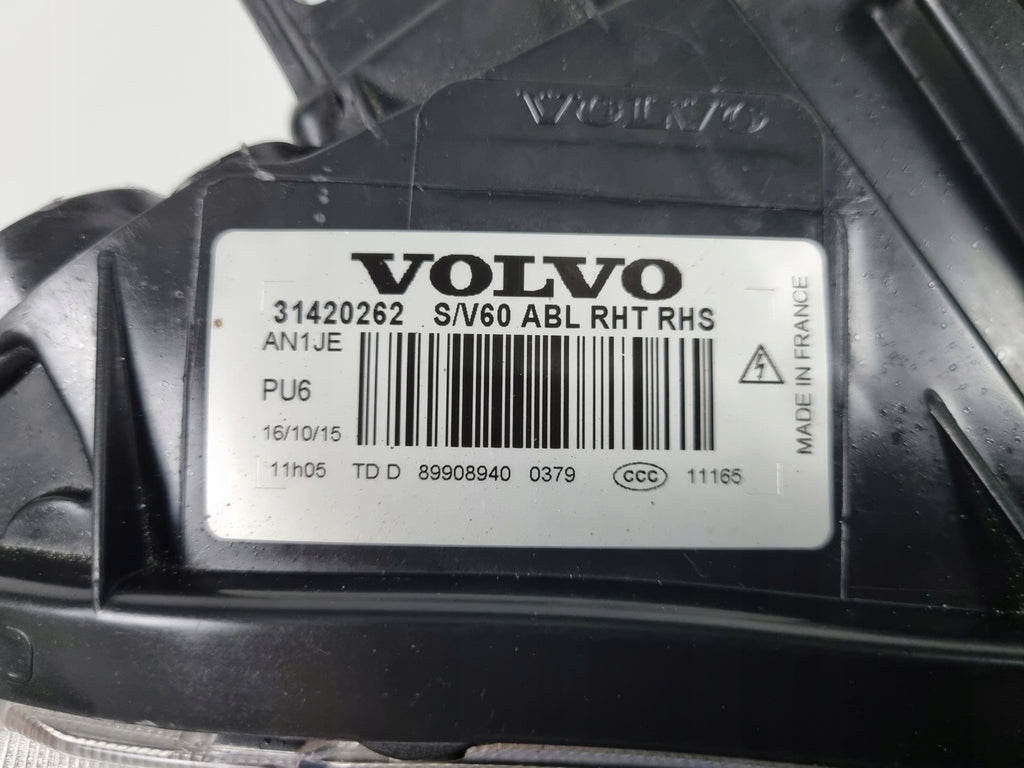 VOLVO
VOLVO
31420262 S/V60 ABL RHT RHS
AN1JE
PU6
16/10/15
11h05 TD D 89908940 0379 CCC 11165
MADE IN FRANCE